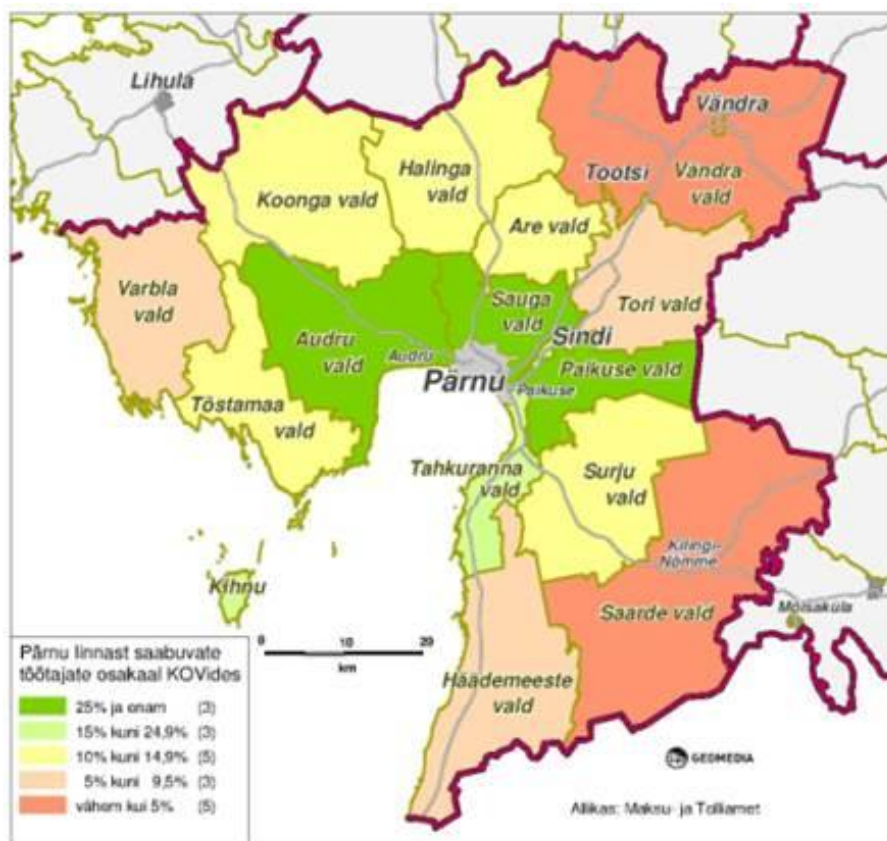 Lihula
Vändra
Halinga
vald
Tootsi
Vandra
vald
Koonga vald
Are vald
Varbla
vald
Sauga
vald
Tori vald
Audru
vald
Audru
Sindi
Pärnu
Paikuse
Paikuse vald
Tõstamaa
vald
Tahkuranna
vald
Surju
vald
Kilingi-
Nõmme
Kihnu
Saarde vald
Mõisaküla
0 10 20
km
Häädemeeste
vald
Pärnu linnast saabuvate
töötajate osakaal KOVides
25% ja enam (3)
15% kuni 24,9% (3)
10% kuni 14,9% (5)
5% kuni 9,5% (3)
vähem kui 5% (5)
GEOMEDIA
Allikas: Maksu- ja Tolliamet